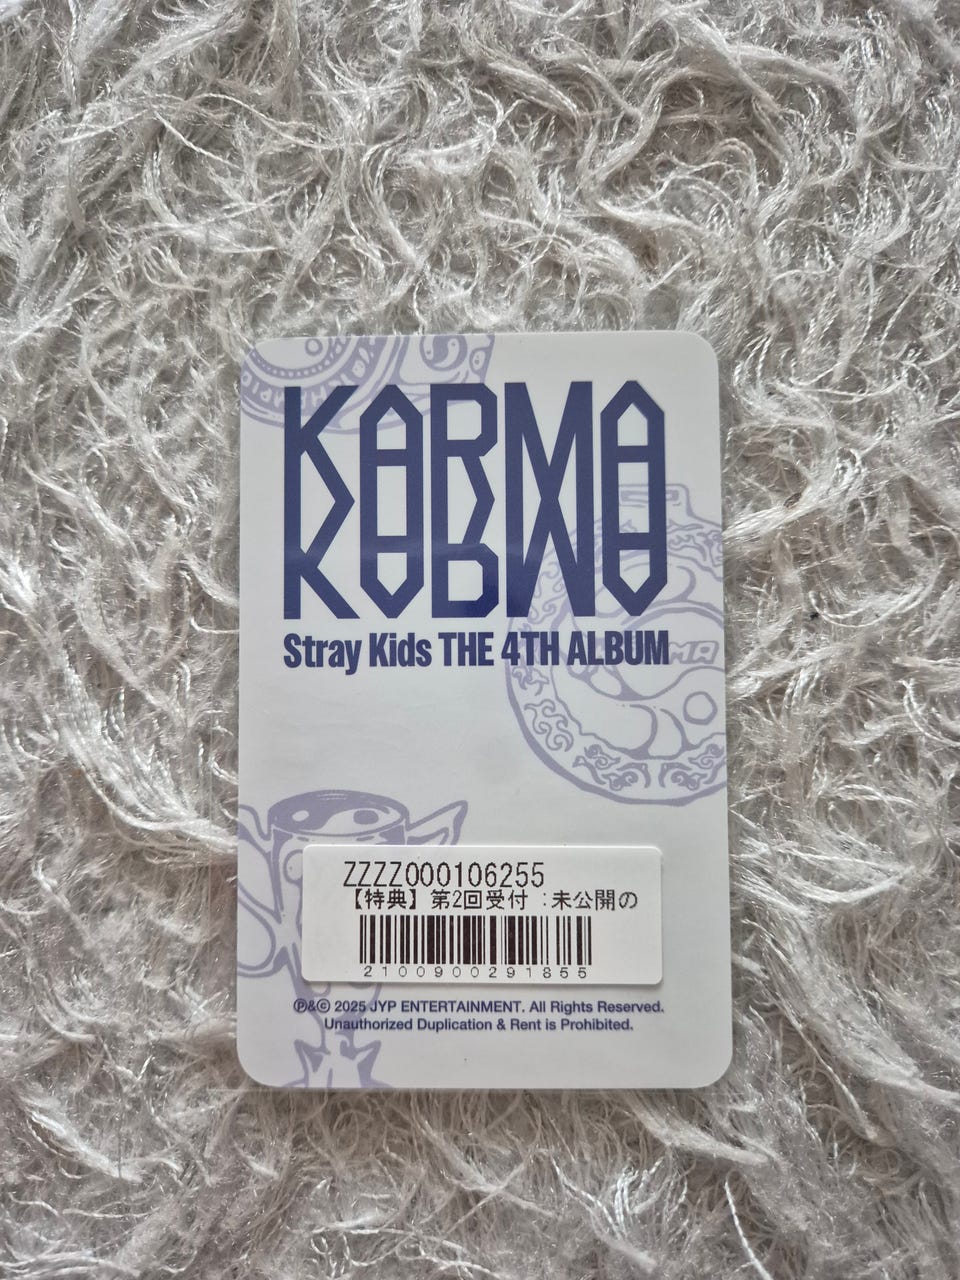 KARMA
Stray Kids THE 4TH ALBUM
ZZZZ000106255
【特典】第2回受付 :未公開の
2100900291855
℗&© 2025 JYP ENTERTAINMENT. All Rights Reserved.
Unauthorized Duplication & Rent is Prohibited.